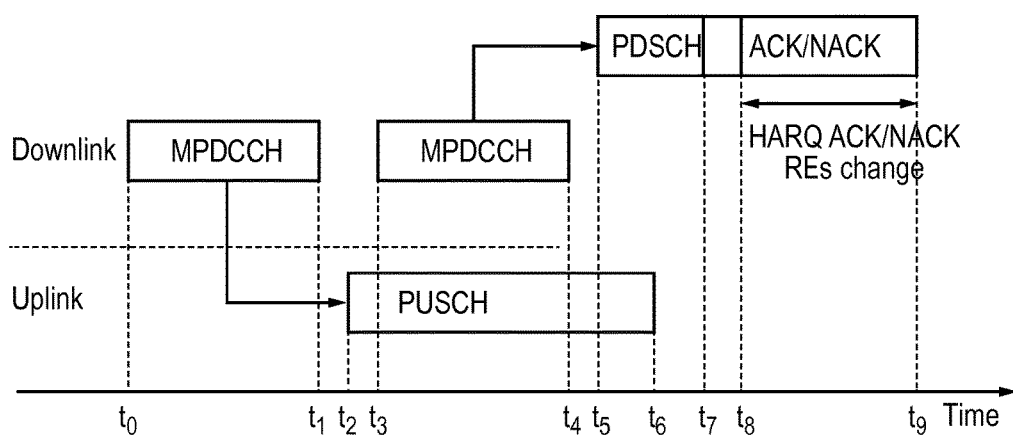 PDSCH ACK/NACK
Downlink MPDCCH MPDCCH HARQ ACK/NACK
REs change
Uplink PUSCH
t0 t1 t2 t3 t4 t5 t6 t7 t8 t9 Time